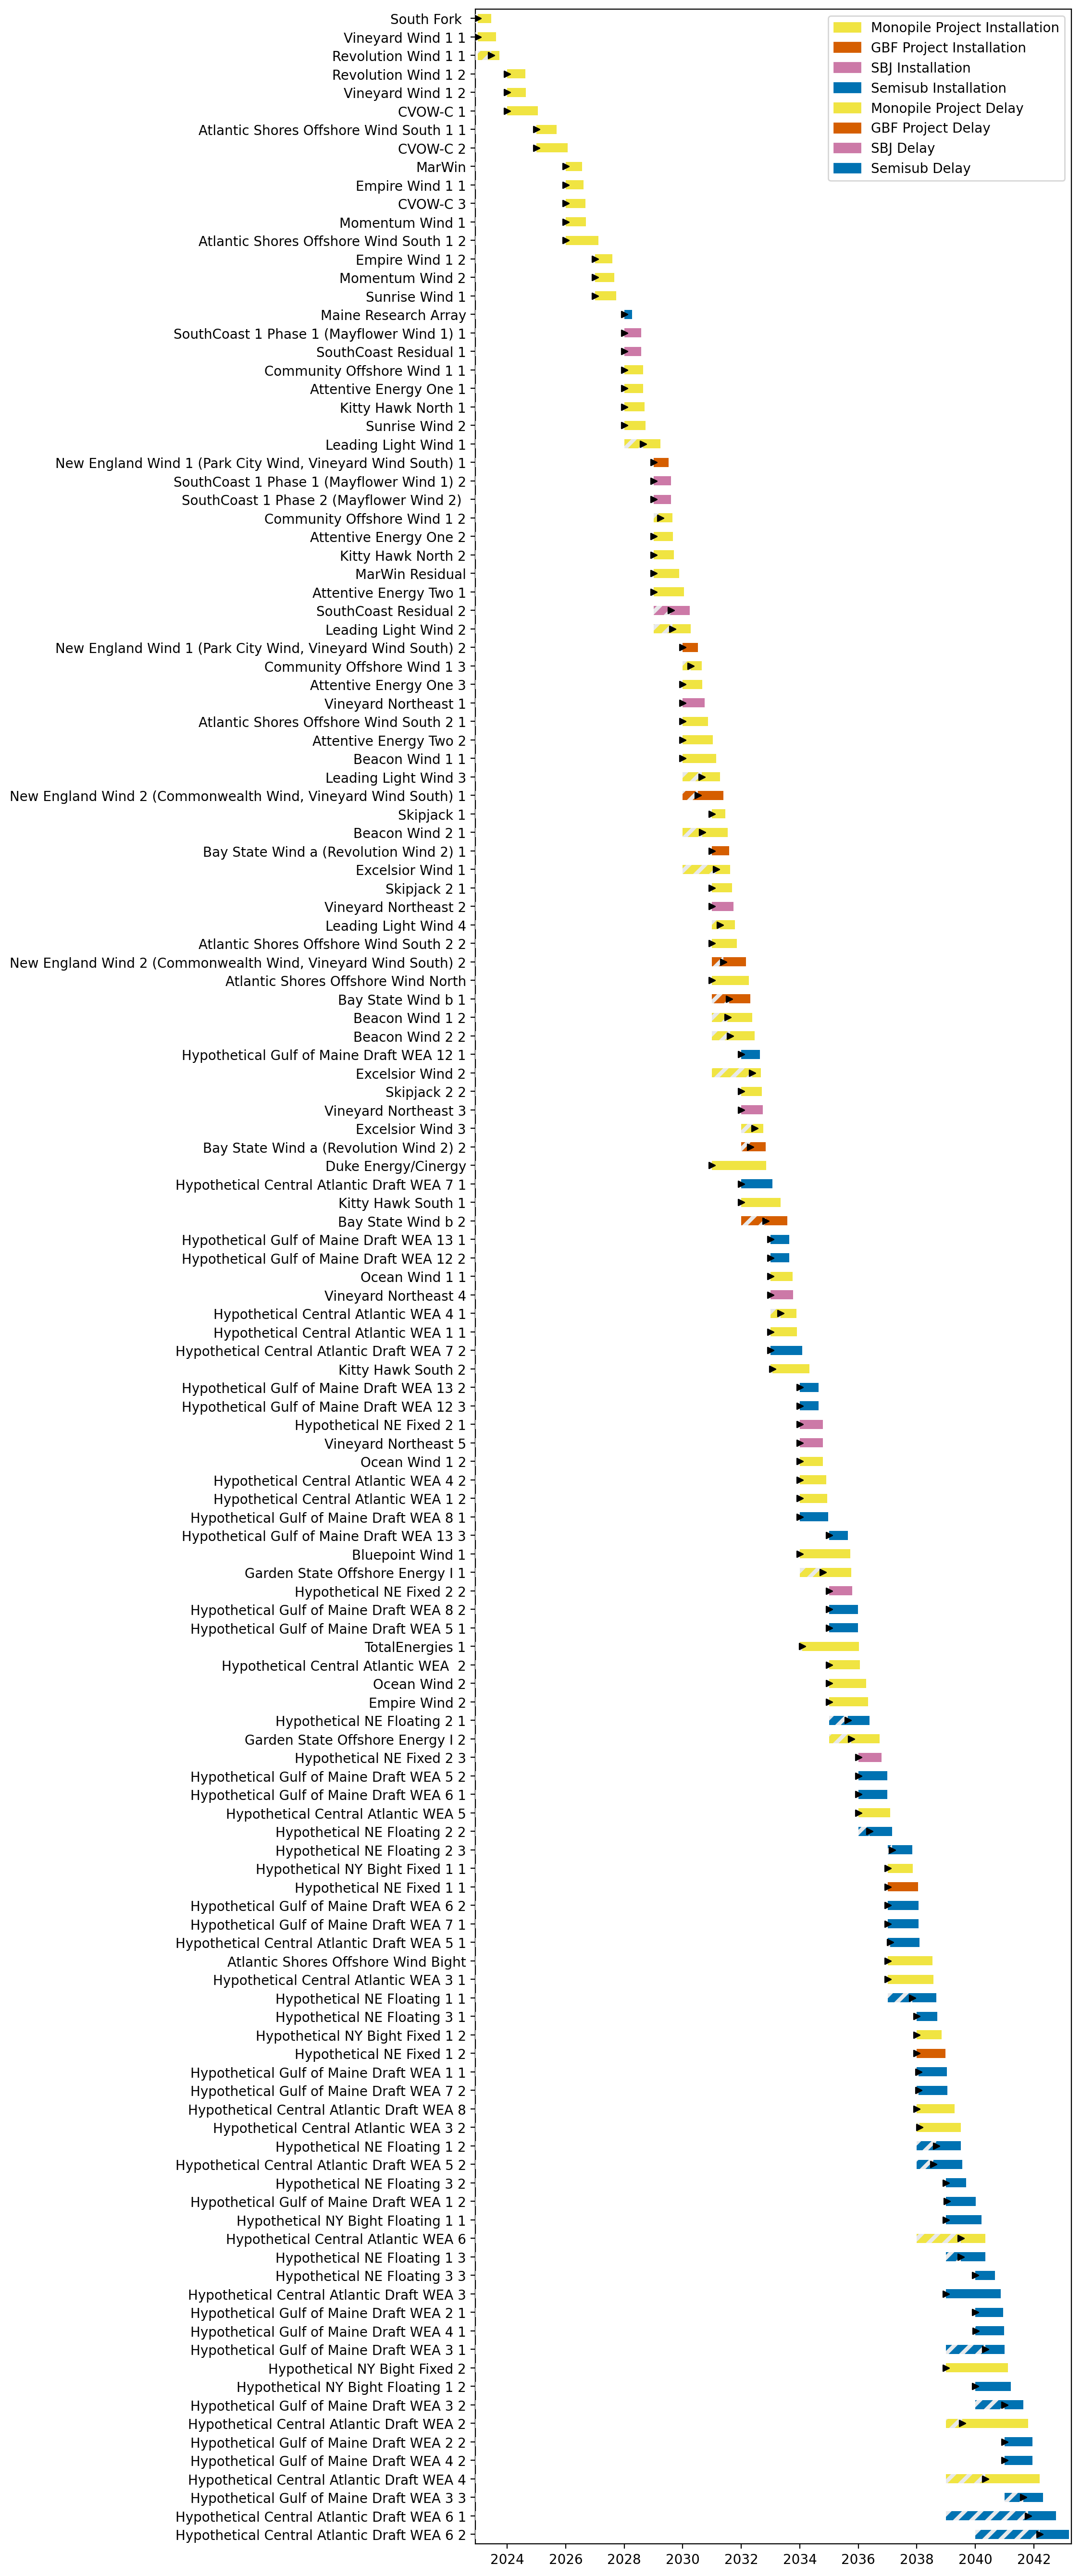 South Fork
Vineyard Wind 1 1
Revolution Wind 1 1
Revolution Wind 1 2
Vineyard Wind 1 2
CVOW-C 1
Atlantic Shores Offshore Wind South 1 1
CVOW-C 2
MarWin
Empire Wind 1 1
CVOW-C 3
Momentum Wind 1
Atlantic Shores Offshore Wind South 1 2
Empire Wind 1 2
Momentum Wind 2
Sunrise Wind 1
Maine Research Array
SouthCoast 1 Phase 1 (Mayflower Wind 1) 1
SouthCoast Residual 1
Community Offshore Wind 1 1
Attentive Energy One 1
Kitty Hawk North 1
Sunrise Wind 2
Leading Light Wind 1
New England Wind 1 (Park City Wind, Vineyard Wind South) 1
SouthCoast 1 Phase 1 (Mayflower Wind 1) 2
SouthCoast 1 Phase 2 (Mayflower Wind 2)
Community Offshore Wind 1 2
Attentive Energy One 2
Kitty Hawk North 2
MarWin Residual
Attentive Energy Two 1
SouthCoast Residual 2
Leading Light Wind 2
New England Wind 1 (Park City Wind, Vineyard Wind South) 2
Community Offshore Wind 1 3
Attentive Energy One 3
Vineyard Northeast 1
Atlantic Shores Offshore Wind South 2 1
Attentive Energy Two 2
Beacon Wind 1 1
Leading Light Wind 3
New England Wind 2 (Commonwealth Wind, Vineyard Wind South) 1
Skipjack 1
Beacon Wind 2 1
Bay State Wind a (Revolution Wind 2) 1
Excelsior Wind 1
Skipjack 2 1
Vineyard Northeast 2
Leading Light Wind 4
Atlantic Shores Offshore Wind South 2 2
New England Wind 2 (Commonwealth Wind, Vineyard Wind South) 2
Atlantic Shores Offshore Wind North
Bay State Wind b 1
Beacon Wind 1 2
Beacon Wind 2 2
Hypothetical Gulf of Maine Draft WEA 12 1
Excelsior Wind 2
Skipjack 2 2
Vineyard Northeast 3
Excelsior Wind 3
Bay State Wind a (Revolution Wind 2) 2
Duke Energy/Cinergy
Hypothetical Central Atlantic Draft WEA 7 1
Kitty Hawk South 1
Bay State Wind b 2
Hypothetical Gulf of Maine Draft WEA 13 1
Hypothetical Gulf of Maine Draft WEA 12 2
Ocean Wind 1 1
Vineyard Northeast 4
Hypothetical Central Atlantic WEA 4 1
Hypothetical Central Atlantic WEA 1 1
Hypothetical Central Atlantic Draft WEA 7 2
Kitty Hawk South 2
Hypothetical Gulf of Maine Draft WEA 13 2
Hypothetical Gulf of Maine Draft WEA 12 3
Hypothetical NE Fixed 2 1
Vineyard Northeast 5
Ocean Wind 1 2
Hypothetical Central Atlantic WEA 4 2
Hypothetical Central Atlantic WEA 1 2
Hypothetical Gulf of Maine Draft WEA 8 1
Hypothetical Gulf of Maine Draft WEA 13 3
Bluepoint Wind 1
Garden State Offshore Energy I 1
Hypothetical NE Fixed 2 2
Hypothetical Gulf of Maine Draft WEA 8 2
Hypothetical Gulf of Maine Draft WEA 5 1
TotalEnergies 1
Hypothetical Central Atlantic WEA  2
Ocean Wind 2
Empire Wind 2
Hypothetical NE Floating 2 1
Garden State Offshore Energy I 2
Hypothetical NE Fixed 2 3
Hypothetical Gulf of Maine Draft WEA 5 2
Hypothetical Gulf of Maine Draft WEA 6 1
Hypothetical Central Atlantic WEA 5
Hypothetical NE Floating 2 2
Hypothetical NE Floating 2 3
Hypothetical NY Bight Fixed 1 1
Hypothetical NE Fixed 1 1
Hypothetical Gulf of Maine Draft WEA 6 2
Hypothetical Gulf of Maine Draft WEA 7 1
Hypothetical Central Atlantic Draft WEA 5 1
Atlantic Shores Offshore Wind Bight
Hypothetical Central Atlantic WEA 3 1
Hypothetical NE Floating 1 1
Hypothetical NE Floating 3 1
Hypothetical NY Bight Fixed 1 2
Hypothetical NE Fixed 1 2
Hypothetical Gulf of Maine Draft WEA 1 1
Hypothetical Gulf of Maine Draft WEA 7 2
Hypothetical Central Atlantic Draft WEA 8
Hypothetical Central Atlantic WEA 3 2
Hypothetical NE Floating 1 2
Hypothetical Central Atlantic Draft WEA 5 2
Hypothetical NE Floating 3 2
Hypothetical Gulf of Maine Draft WEA 1 2
Hypothetical NY Bight Floating 1 1
Hypothetical Central Atlantic WEA 6
Hypothetical NE Floating 1 3
Hypothetical NE Floating 3 3
Hypothetical Central Atlantic Draft WEA 3
Hypothetical Gulf of Maine Draft WEA 2 1
Hypothetical Gulf of Maine Draft WEA 4 1
Hypothetical Gulf of Maine Draft WEA 3 1
Hypothetical NY Bight Fixed 2
Hypothetical NY Bight Floating 1 2
Hypothetical Gulf of Maine Draft WEA 3 2
Hypothetical Central Atlantic Draft WEA 2
Hypothetical Gulf of Maine Draft WEA 2 2
Hypothetical Gulf of Maine Draft WEA 4 2
Hypothetical Central Atlantic Draft WEA 4
Hypothetical Gulf of Maine Draft WEA 3 3
Hypothetical Central Atlantic Draft WEA 6 1
Hypothetical Central Atlantic Draft WEA 6 2
Monopile Project Installation
GBF Project Installation
SBJ Installation
Semisub Installation
Monopile Project Delay
GBF Project Delay
SBJ Delay
Semisub Delay
2024 2026 2028 2030 2032 2034 2036 2038 2040 2042